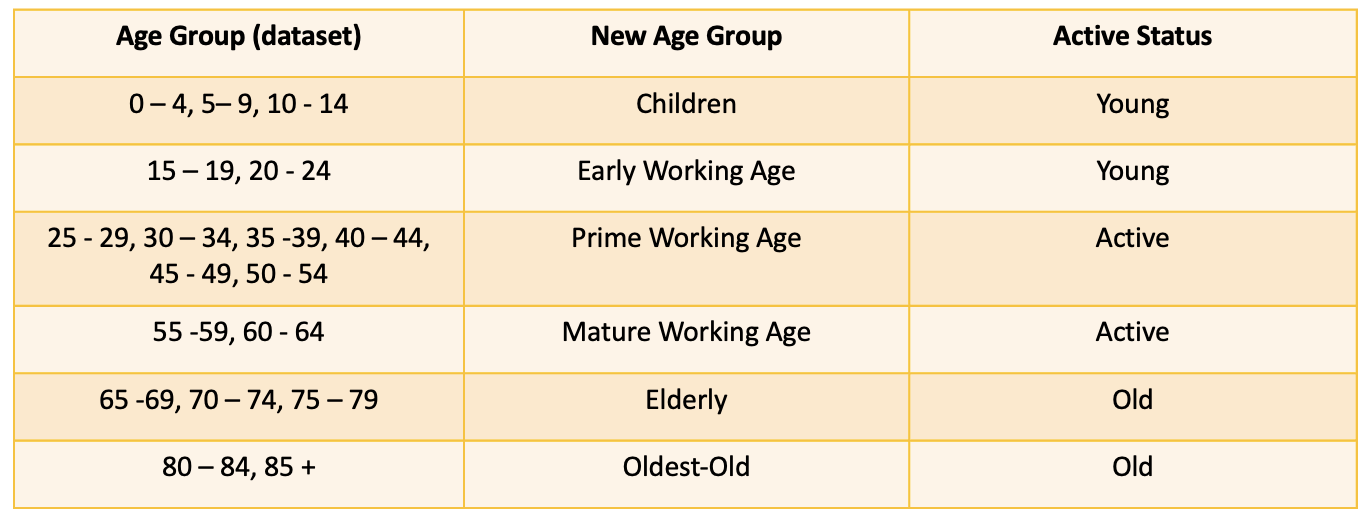 Age Group (dataset) New Age Group Active Status
0 – 4, 5– 9, 10 - 14 Children Young
15 – 19, 20 - 24 Early Working Age Young
25 - 29, 30 – 34, 35 -39, 40 – 44, Prime Working Age Active
45 - 49, 50 - 54
55 -59, 60 - 64 Mature Working Age Active
65 -69, 70 – 74, 75 – 79 Elderly Old
80 – 84, 85 + Oldest-Old Old